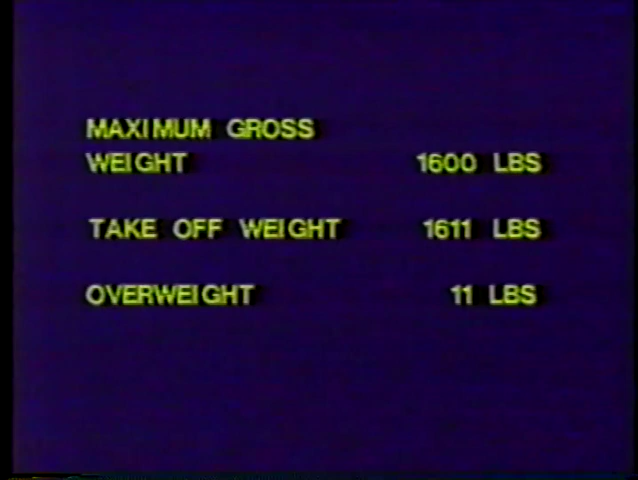 MAXIMUM GROSS
WEIGHT 1600 LBS
TAKE OFF WEIGHT 1611 LBS
OVERWEIGHT 11 LBS